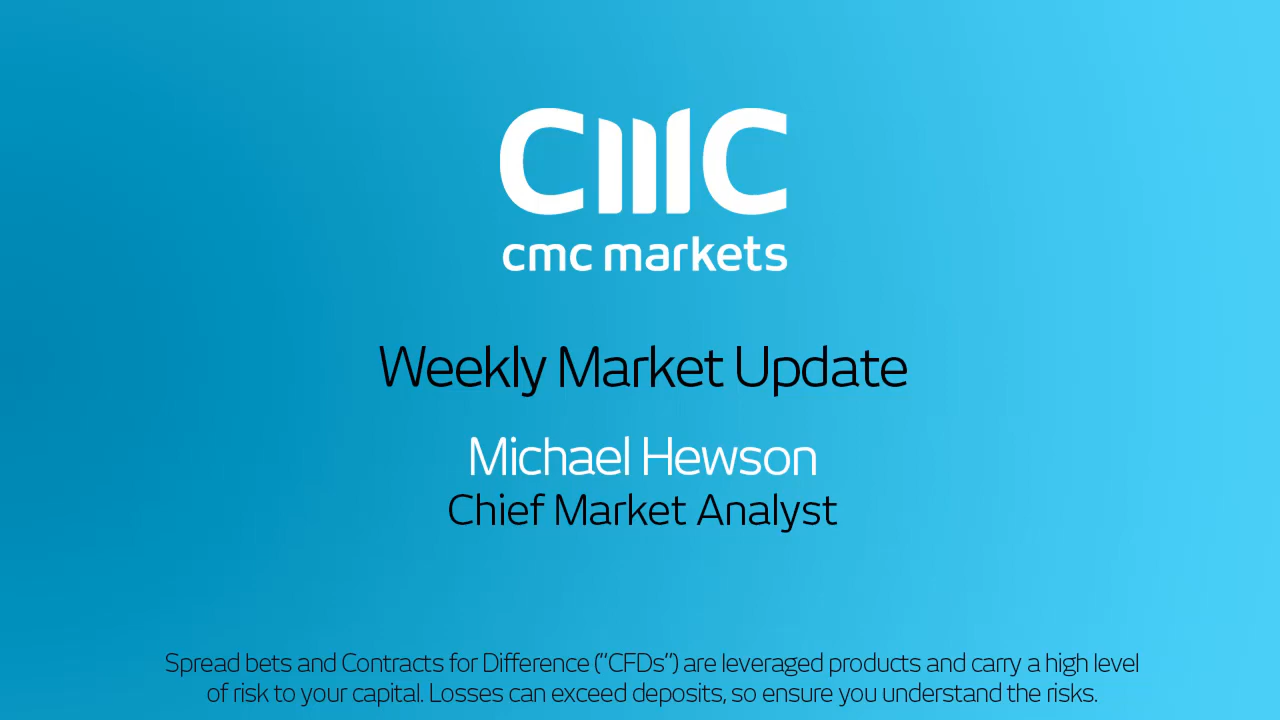 CMC
cmc markets
Weekly Market Update
Michael Hewson
Chief Market Analyst
Spread bets and Contracts for Difference (”CFDs”) are leveraged products and carry a high level
of risk to your capital. Losses can exceed deposits, so ensure you understand the risks.